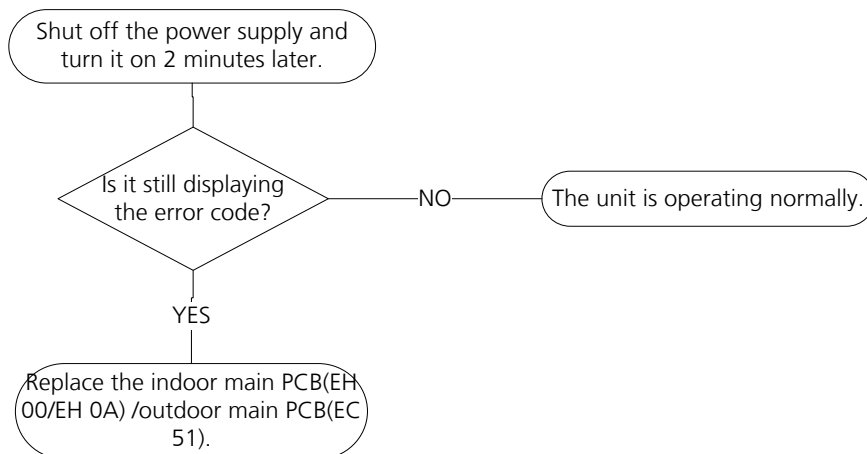 Shut off the power supply and
turn it on 2 minutes later.
Is it still displaying
the error code?
NO
The unit is operating normally.
YES
Replace the indoor main PCB(EH
00/EH 0A) /outdoor main PCB(EC
51).